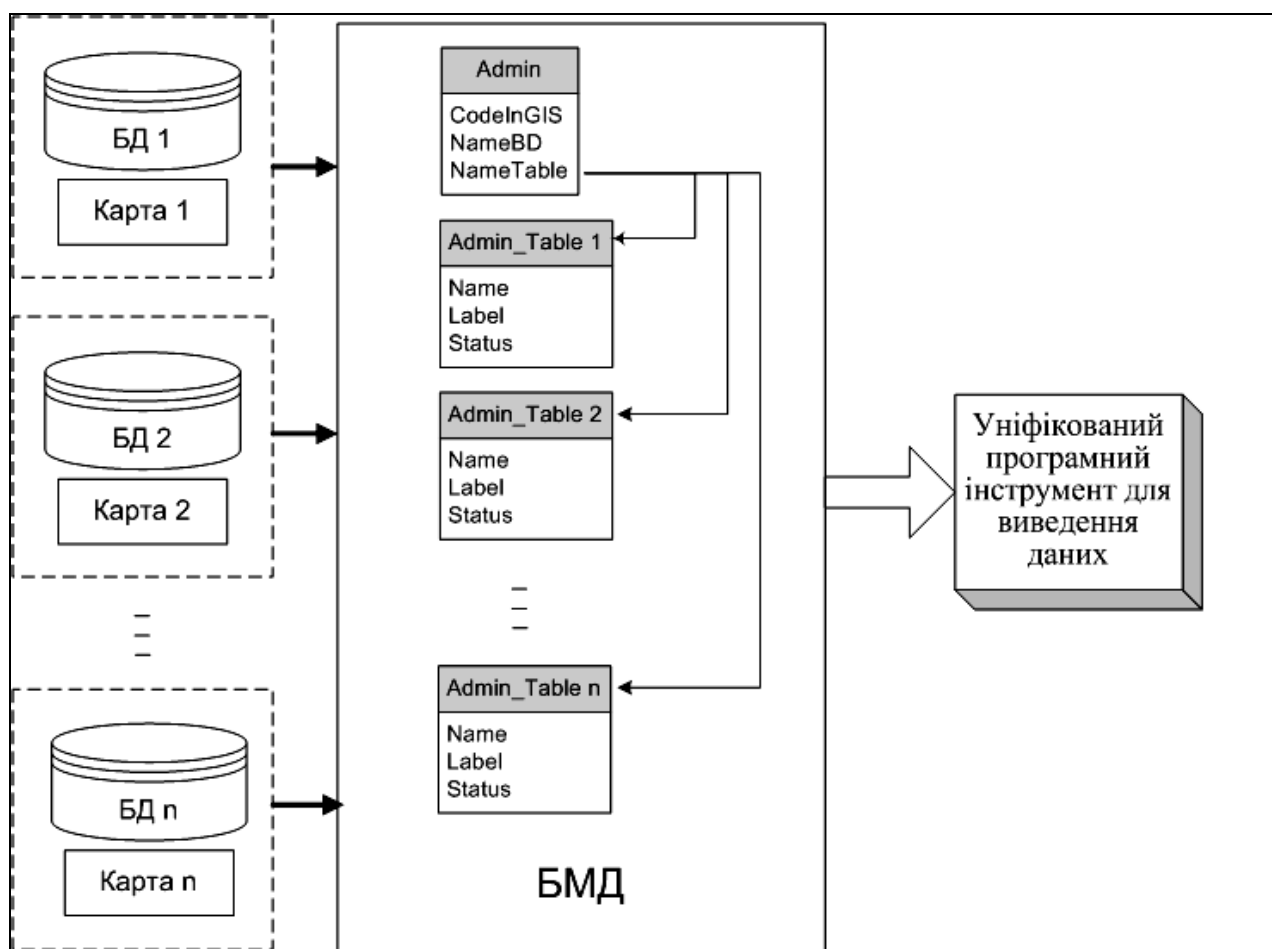 БД 1
Карта 1
БД 2
Карта 2
БД n
Карта n
Admin
CodeInGIS
NameBD
NameTable
Admin_Table 1
Name
Label
Status
Admin_Table 2
Name
Label
Status
Admin_Table n
Name
Label
Status
БМД
Уніфікований
програмний
інструмент для
виведення
даних